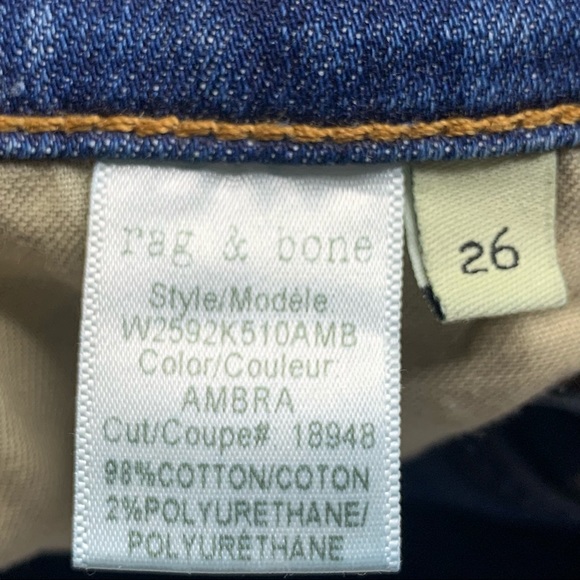 rag & bone
Style/Modèle
W2592K510AMB
Color/Couleur:
AMBRA
Cut/Coupe# 18948
98%COTTON/COTON
2%POLYURETHANE/
POLYURÉTHANE
26